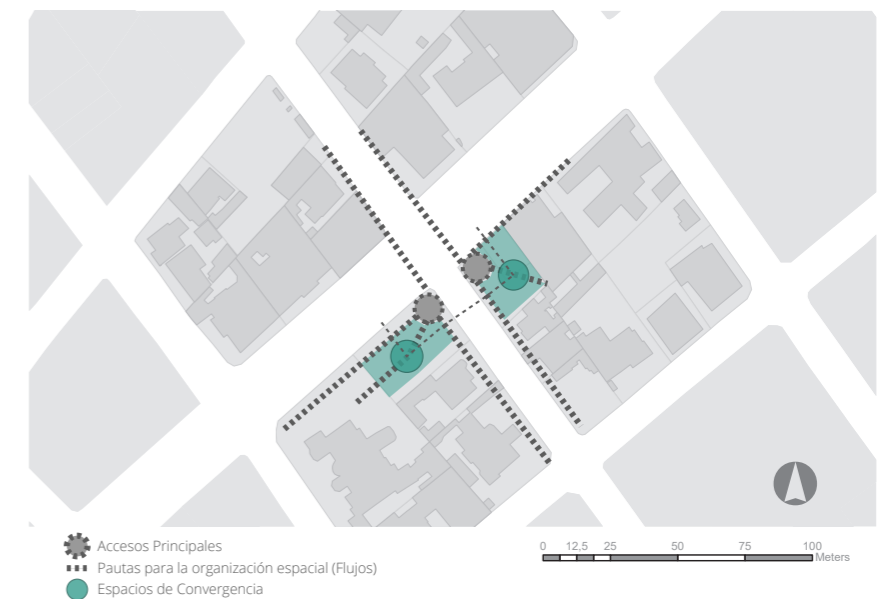 Accesos Principales
Pautas para la organización espacial (Flujos)
Espacios de Convergencia
0 12,5 25 50 75 100
Meters